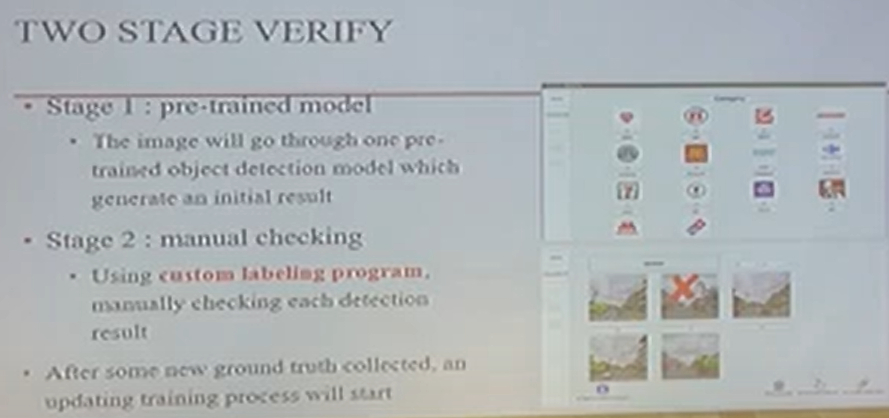 TWO STAGE VERIFY
• Stage 1 : pre-trained model
• The image will go through one pre-
trained object detection model which
generate an initial result
• Stage 2 : manual checking
• Using custom labeling program,
manually checking each detection
result
• After some new ground truth collected, an
updating training process will start